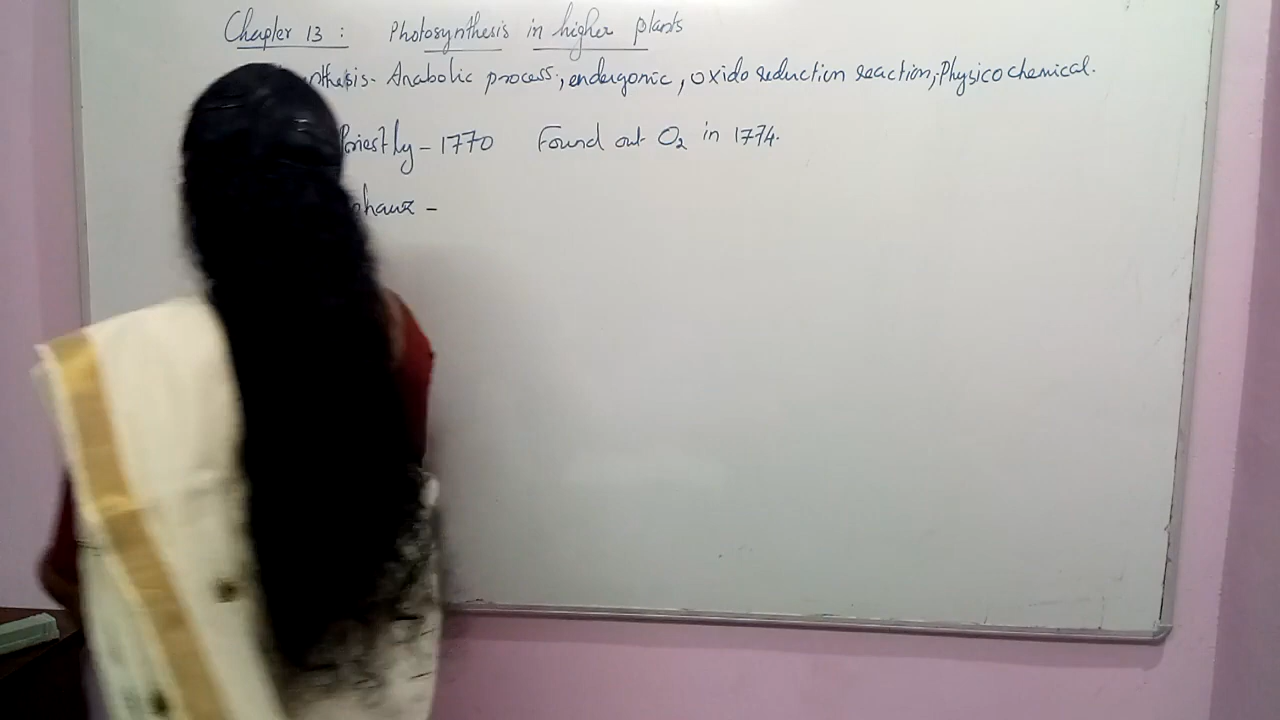 Chapter 13 : Photosynthesis in higher plants
nthesis - Anabolic process, endergonic, oxido reduction reaction, Physicochemical.
Priestly - 1770 Found out O₂ in 1774.
nhauz -